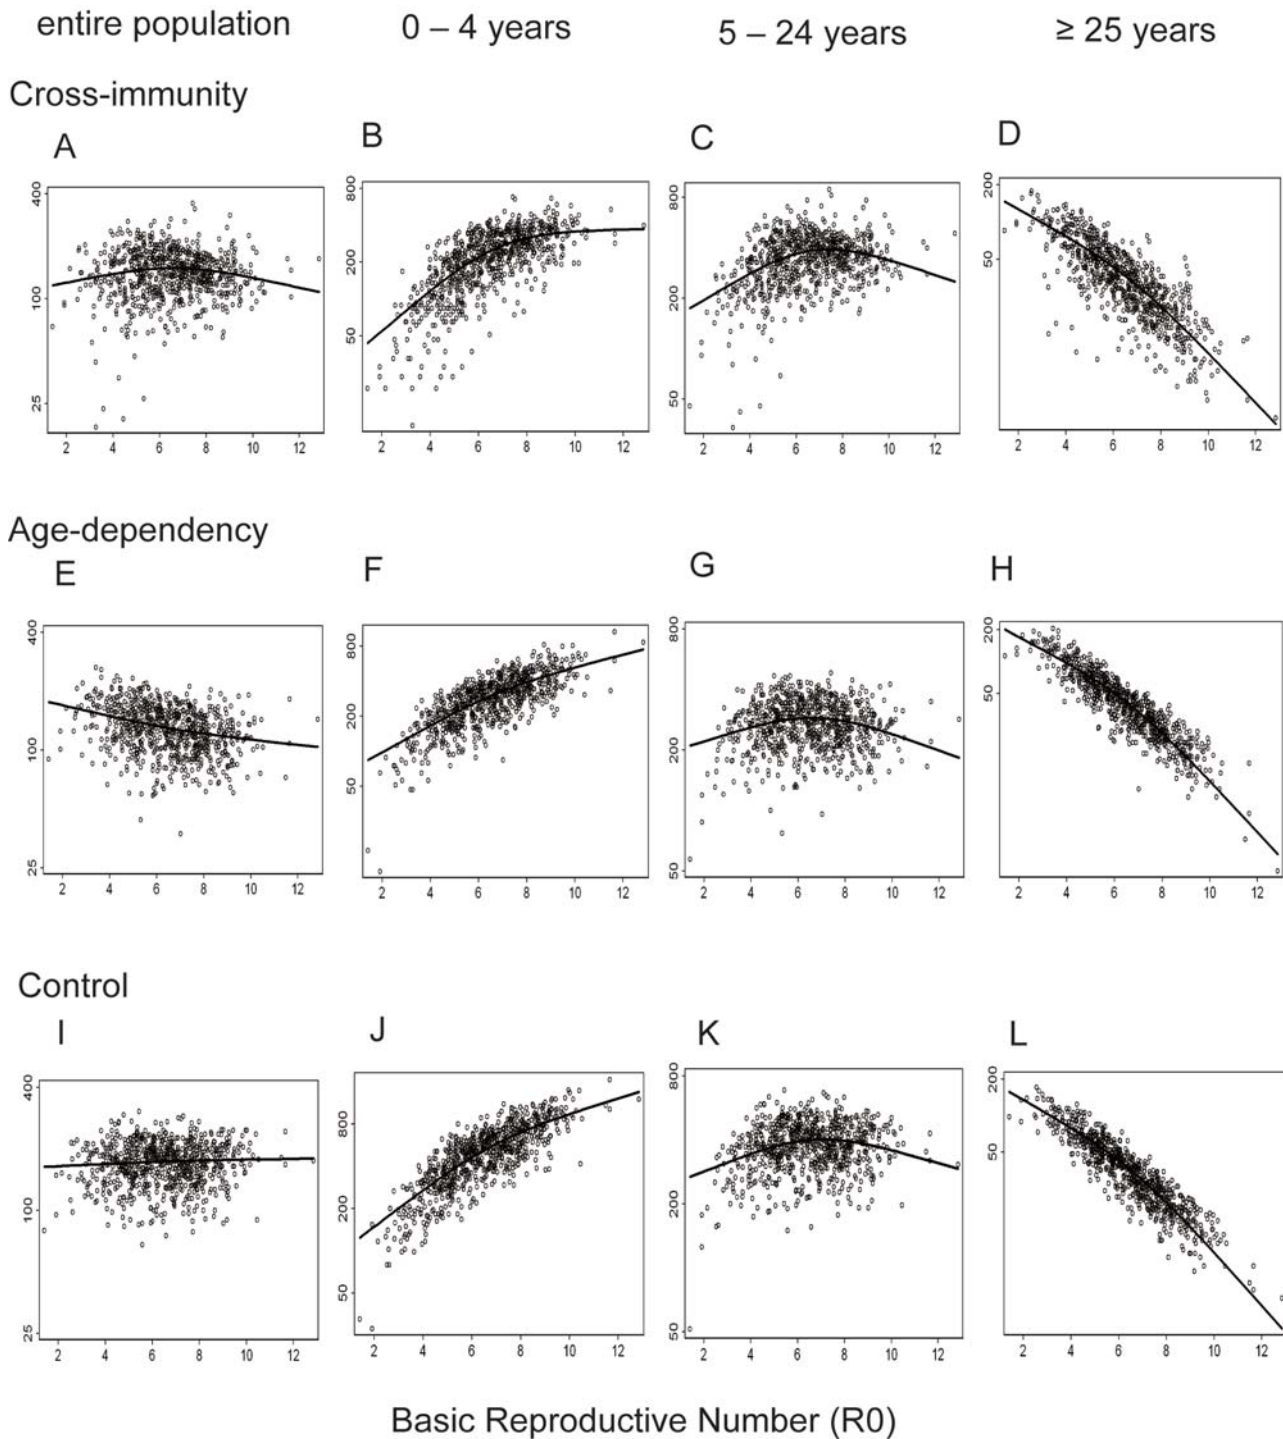 entire population 0 – 4 years 5 – 24 years ≥ 25 years
Cross-immunity
A B C D
400 100 25
800 200 50
800 200 50
200 50
2 4 6 8 10 12 2 4 6 8 10 12 2 4 6 8 10 12 2 4 6 8 10 12
Age-dependency
E F G H
400 100 25
800 200 50
800 200 50
200 50
2 4 6 8 10 12 2 4 6 8 10 12 2 4 6 8 10 12 2 4 6 8 10 12
Control
I J K L
400 100 25
800 200 50
800 200 50
200 50
2 4 6 8 10 12 2 4 6 8 10 12 2 4 6 8 10 12 2 4 6 8 10 12
Basic Reproductive Number (R0)